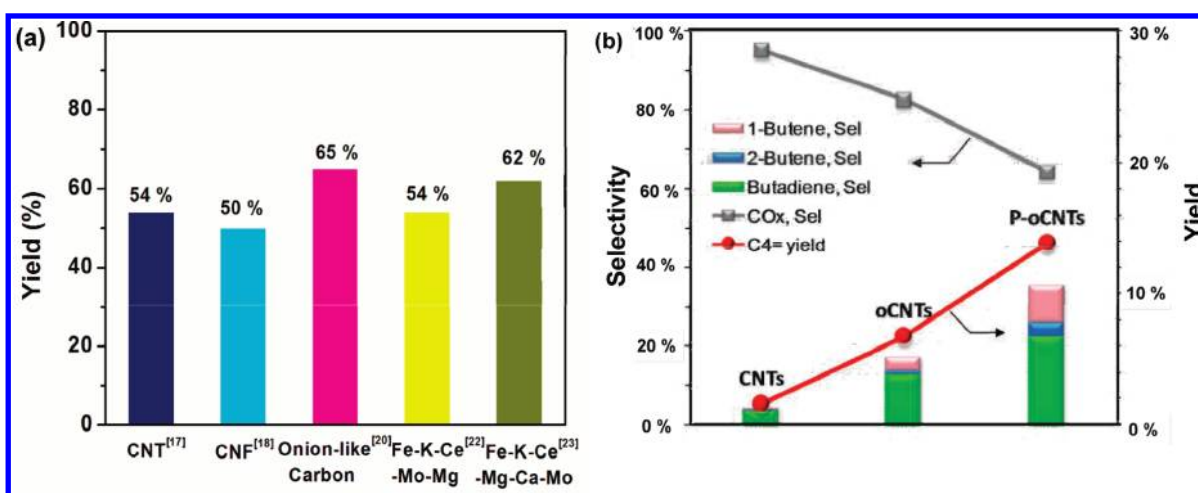 (a)
Yield (%)
100
80
60
40
20
0
54 %
50 %
65 %
54 %
62 %
CNT[17]
CNF[18]
Onion-like[20]
Carbon
Fe-K-Ce[22]
-Mo-Mg
Fe-K-Ce[23]
-Mg-Ca-Mo
(b)
Selectivity
100 %
80 %
60 %
40 %
20 %
0 %
1-Butene, Sel
2-Butene, Sel
Butadiene, Sel
COx, Sel
C4= yield
CNTs
oCNTs
P-oCNTs
30 %
20 %
10 %
0 %
Yield